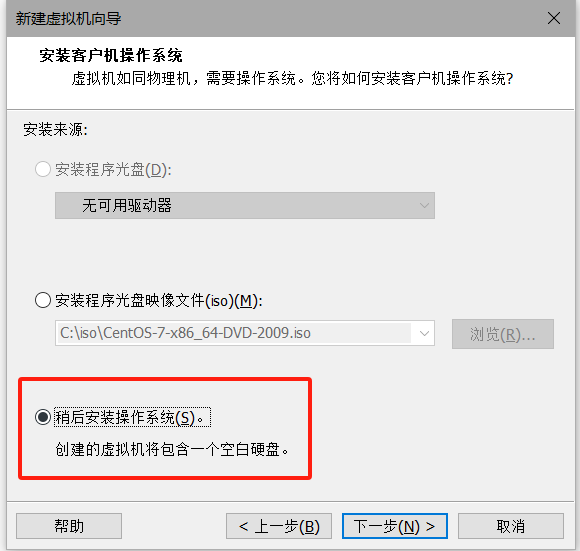 新建虚拟机向导
安装客户机操作系统
虚拟机如同物理机，需要操作系统。您将如何安装客户机操作系统?
安装来源:
安装程序光盘(D):
无可用驱动器
安装程序光盘映像文件(iso)(M):
C:\iso\CentOS-7-x86_64-DVD-2009.iso
浏览(R)...
稍后安装操作系统(S)。
创建的虚拟机将包含一个空白硬盘。
帮助
< 上一步(B)
下一步(N) >
取消